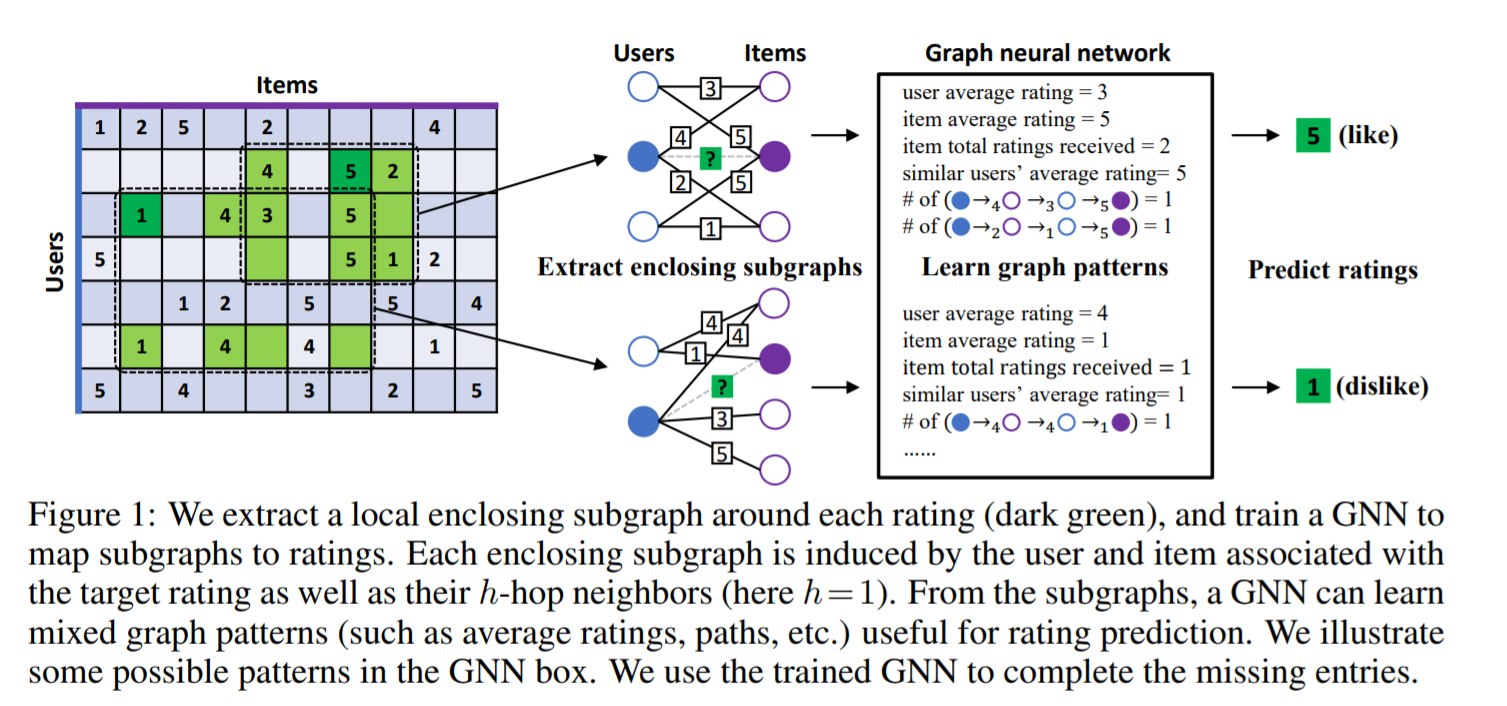 Items
Users
1 2 5 2 4
4 5 2
1 4 3 5
5 5 1 2
1 2 5 5 4
1 4 4 1
5 4 3 2 5
Users Items
3
4 5
?
2 5
1
Extract enclosing subgraphs
4
4
1
?
3
5
Graph neural network
user average rating = 3
item average rating = 5
item total ratings received = 2
similar users’ average rating= 5
# of (→4 →3 →5 ) = 1
# of (→2 →1 →5 ) = 1
Learn graph patterns
user average rating = 4
item average rating = 1
item total ratings received = 1
similar users’ average rating= 1
# of (→4 →4 →1 ) = 1
......
5 (like)
Predict ratings
1 (dislike)
Figure 1: We extract a local enclosing subgraph around each rating (dark green), and train a GNN to
map subgraphs to ratings. Each enclosing subgraph is induced by the user and item associated with
the target rating as well as their h-hop neighbors (here h=1). From the subgraphs, a GNN can learn
mixed graph patterns (such as average ratings, paths, etc.) useful for rating prediction. We illustrate
some possible patterns in the GNN box. We use the trained GNN to complete the missing entries.